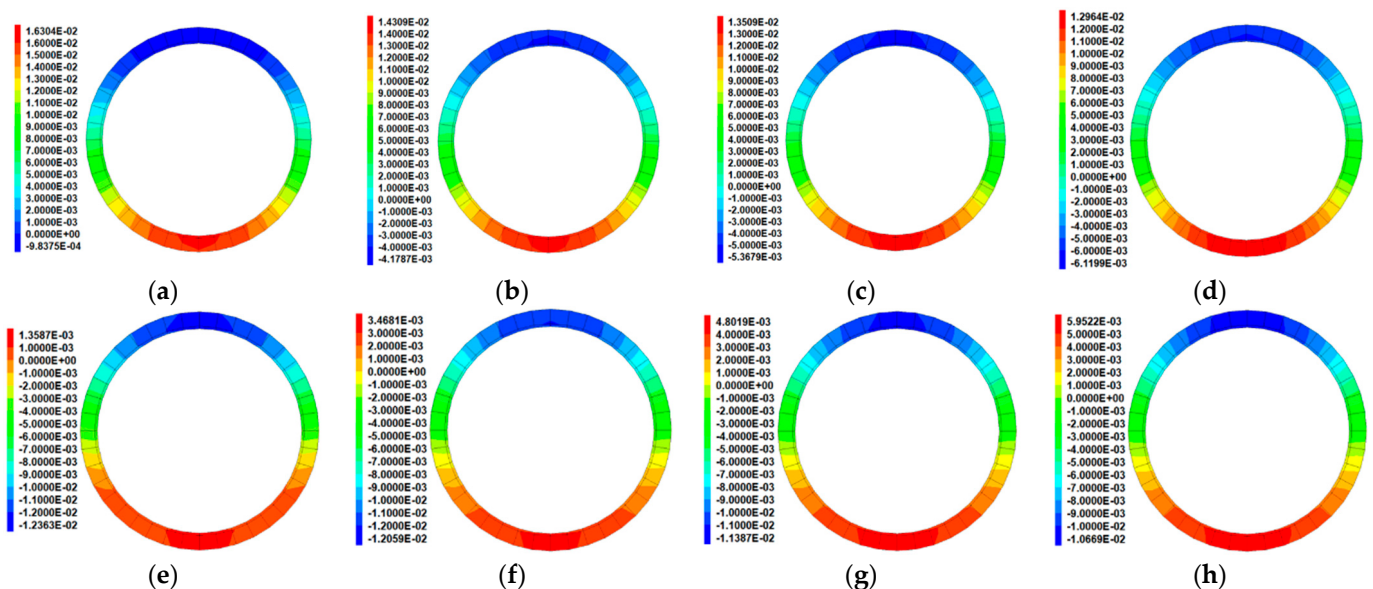 1.6304E-02
1.6000E-02
1.5000E-02
1.4000E-02
1.3000E-02
1.2000E-02
1.1000E-02
1.0000E-02
9.0000E-03
8.0000E-03
7.0000E-03
6.0000E-03
5.0000E-03
4.0000E-03
3.0000E-03
2.0000E-03
1.0000E-03
0.0000E+00
-9.8375E-04
(a)
1.4309E-02
1.4000E-02
1.3000E-02
1.2000E-02
1.1000E-02
1.0000E-02
9.0000E-03
8.0000E-03
7.0000E-03
6.0000E-03
5.0000E-03
4.0000E-03
3.0000E-03
2.0000E-03
1.0000E-03
0.0000E+00
-1.0000E-03
-2.0000E-03
-3.0000E-03
-4.0000E-03
-4.1787E-03
(b)
1.3509E-02
1.3000E-02
1.2000E-02
1.1000E-02
1.0000E-02
9.0000E-03
8.0000E-03
7.0000E-03
6.0000E-03
5.0000E-03
4.0000E-03
3.0000E-03
2.0000E-03
1.0000E-03
0.0000E+00
-1.0000E-03
-2.0000E-03
-3.0000E-03
-4.0000E-03
-5.0000E-03
-5.3679E-03
(c)
1.2964E-02
1.2000E-02
1.1000E-02
1.0000E-02
9.0000E-03
8.0000E-03
7.0000E-03
6.0000E-03
5.0000E-03
4.0000E-03
3.0000E-03
2.0000E-03
1.0000E-03
0.0000E+00
-1.0000E-03
-2.0000E-03
-3.0000E-03
-4.0000E-03
-5.0000E-03
-6.0000E-03
-6.1199E-03
(d)
1.3587E-03
1.0000E-03
0.0000E+00
-1.0000E-03
-2.0000E-03
-3.0000E-03
-4.0000E-03
-5.0000E-03
-6.0000E-03
-7.0000E-03
-8.0000E-03
-9.0000E-03
-1.0000E-02
-1.1000E-02
-1.2000E-02
-1.2363E-02
(e)
3.4681E-03
3.0000E-03
2.0000E-03
1.0000E-03
0.0000E+00
-1.0000E-03
-2.0000E-03
-3.0000E-03
-4.0000E-03
-5.0000E-03
-6.0000E-03
-7.0000E-03
-8.0000E-03
-9.0000E-03
-1.0000E-02
-1.1000E-02
-1.2000E-02
-1.2059E-02
(f)
4.8019E-03
4.0000E-03
3.0000E-03
2.0000E-03
1.0000E-03
0.0000E+00
-1.0000E-03
-2.0000E-03
-3.0000E-03
-4.0000E-03
-5.0000E-03
-6.0000E-03
-7.0000E-03
-8.0000E-03
-9.0000E-03
-1.0000E-02
-1.1000E-02
-1.1387E-02
(g)
5.9522E-03
5.0000E-03
4.0000E-03
3.0000E-03
2.0000E-03
1.0000E-03
0.0000E+00
-1.0000E-03
-2.0000E-03
-3.0000E-03
-4.0000E-03
-5.0000E-03
-6.0000E-03
-7.0000E-03
-8.0000E-03
-9.0000E-03
-1.0000E-02
-1.0669E-02
(h)